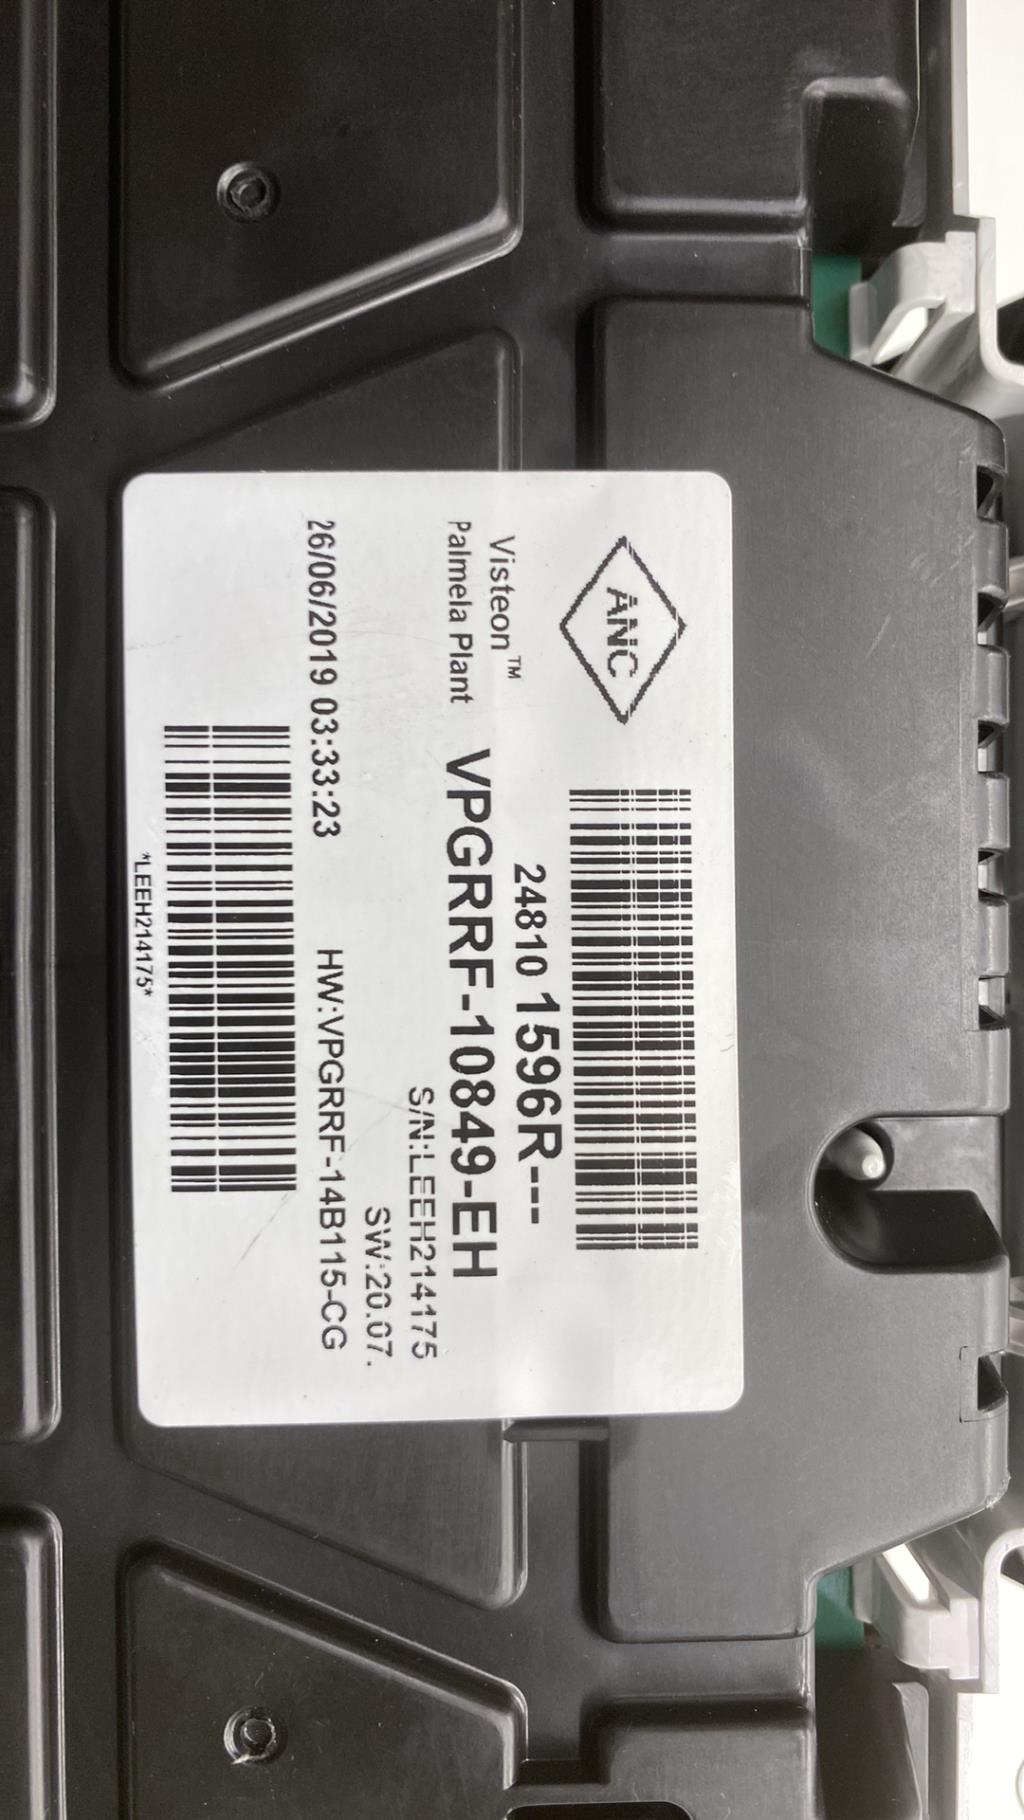 ANC
24810 1596R---
Visteon™
Palmela Plant
VPGRRF-10849-EH
S/N:LEEH214175
SW:20.07.
26/06/2019 03:33:23
HW:VPGRRF-14B115-CG
*LEEH214175*